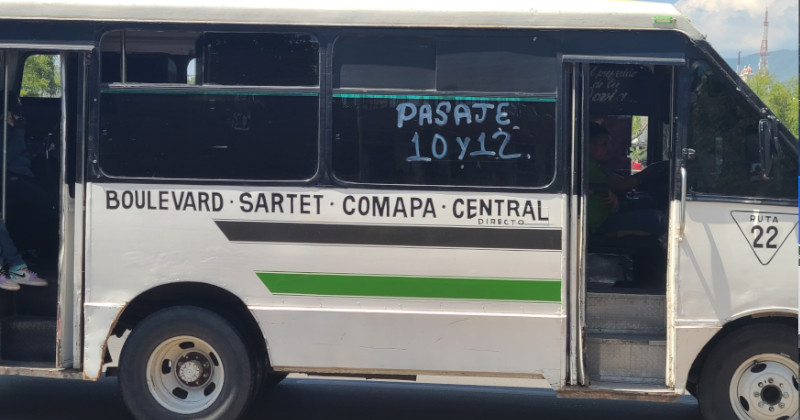 PASAJE
10 y 12.
BOULEVARD · SARTET · COMAPA · CENTRAL
DIRECTO
RUTA
22